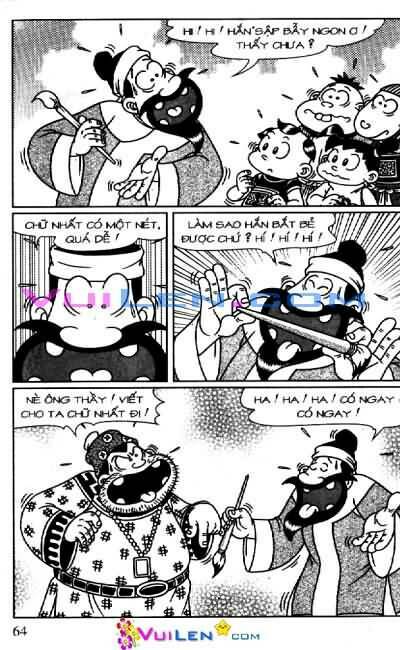 HI! HI! HẮN SẬP BẪY NGON Ơ!
THẤY CHƯA?
CHỮ NHẤT CÓ MỘT NÉT,
QUÁ DỄ!
LÀM SAO HẮN BẮT BẺ
ĐƯỢC CHỨ? HÍ! HÍ! HÍ!
VUILEN.COM
NÈ ÔNG THẦY! VIẾT
CHO TA CHỮ NHẤT ĐI!
HA! HA! HA! CÓ NGAY!
CÓ NGAY!
64
VUILEN.COM